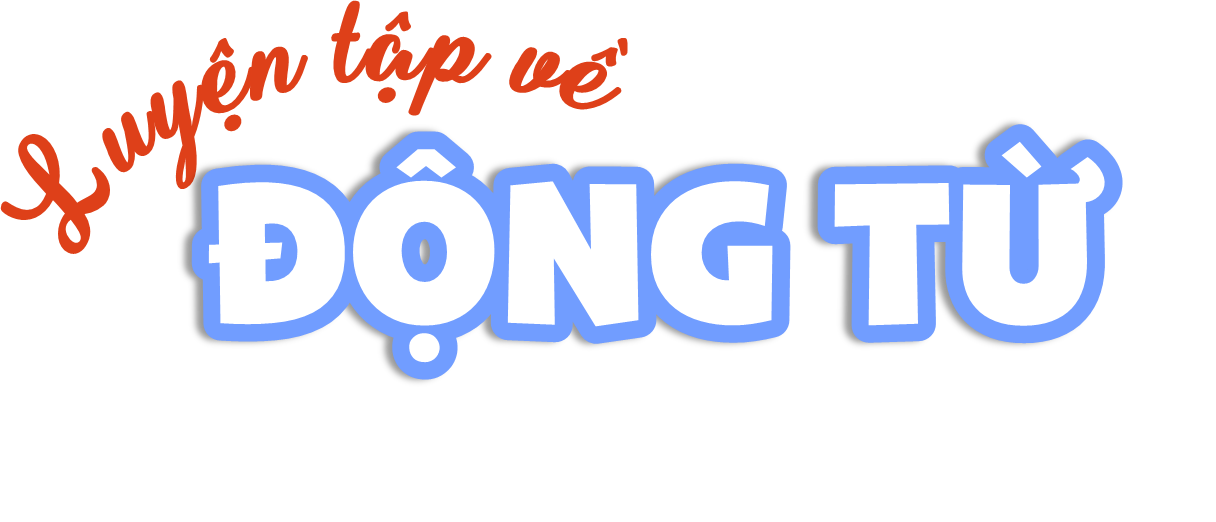 Luyện tập về
ĐỘNG TỪ